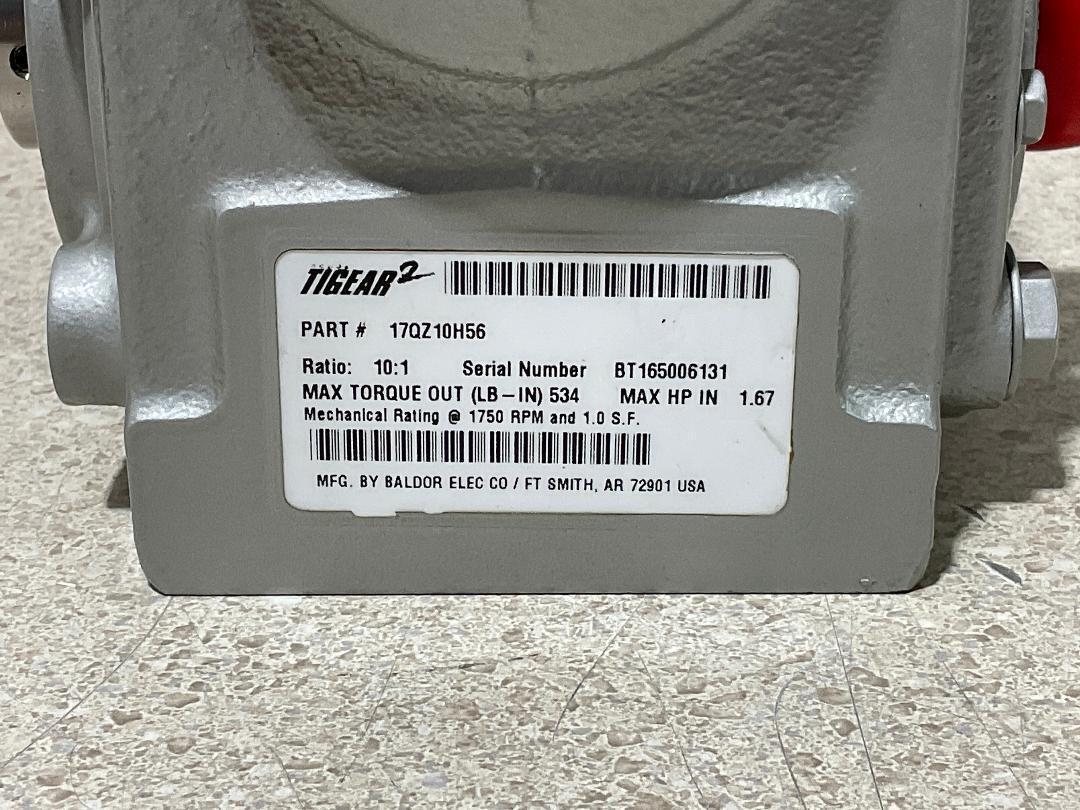 TIGEAR2
PART # 17QZ10H56
Ratio: 10:1 Serial Number BT165006131
MAX TORQUE OUT (LB-IN) 534 MAX HP IN 1.67
Mechanical Rating @ 1750 RPM and 1.0 S.F.
MFG. BY BALDOR ELEC CO / FT SMITH, AR 72901 USA